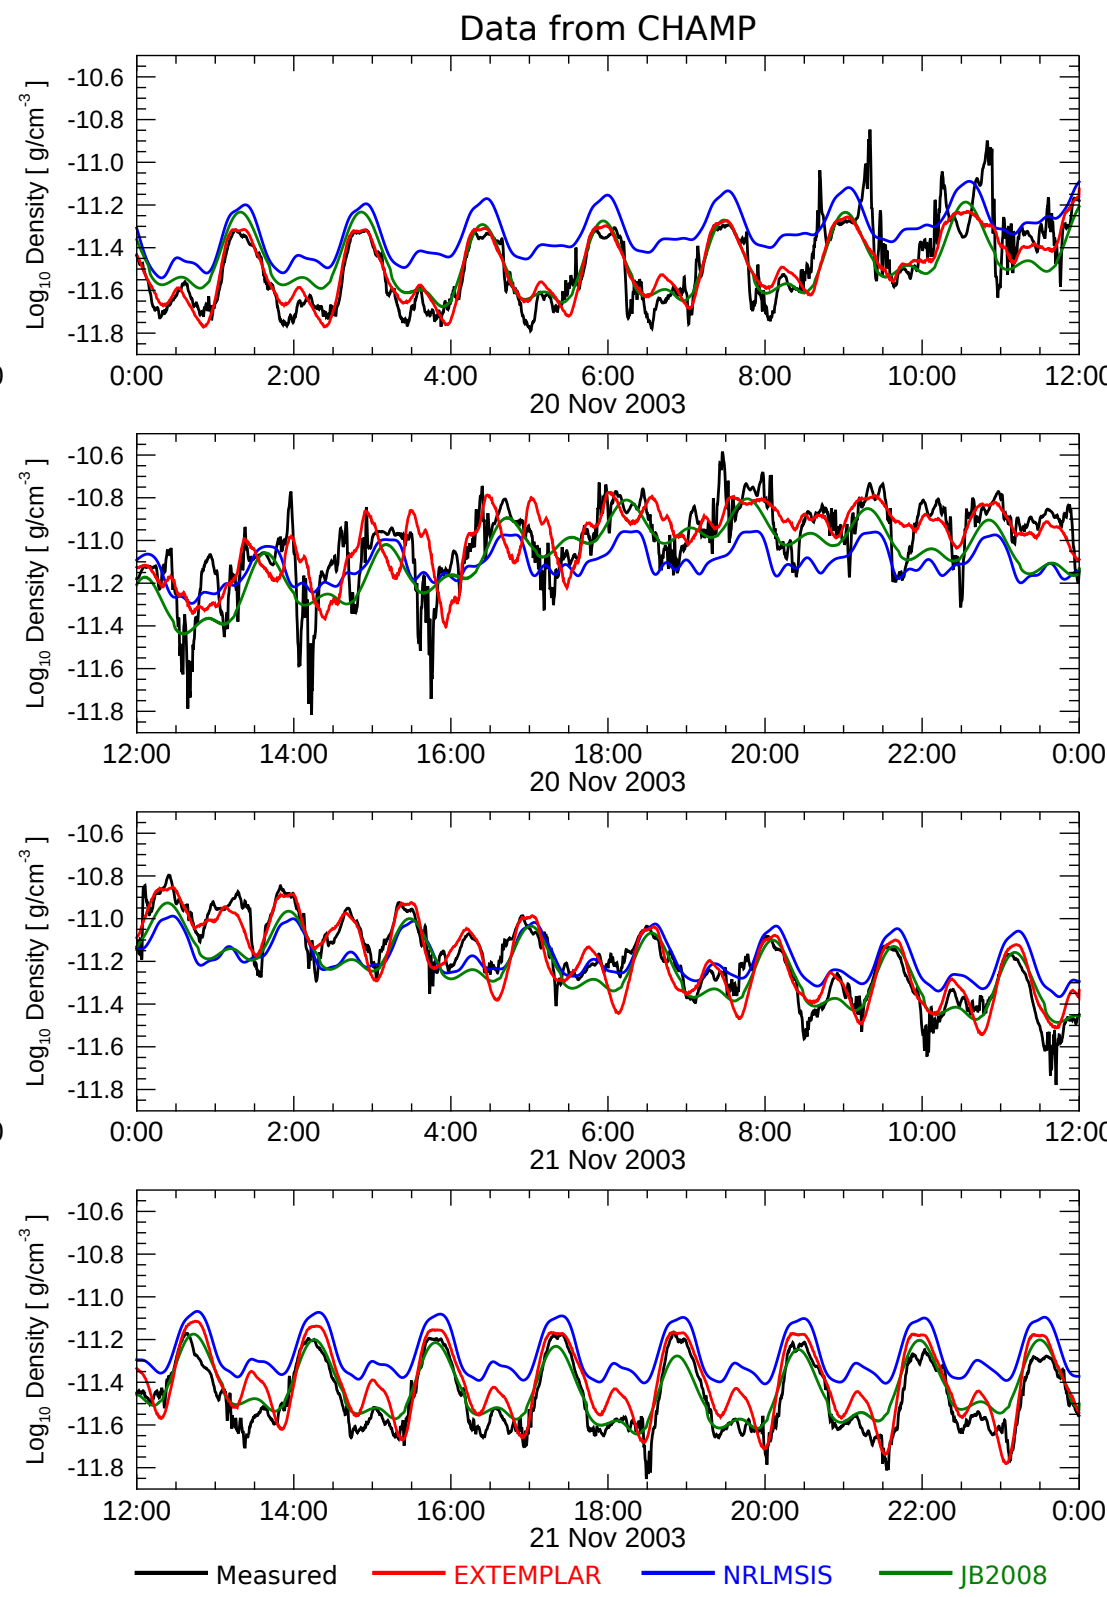 Data from CHAMP
Log10 Density [ g/cm-3 ]
-10.6
-10.8
-11.0
-11.2
-11.4
-11.6
-11.8
0
0:00 2:00 4:00 6:00 8:00 10:00 12:00
20 Nov 2003
Log10 Density [ g/cm-3 ]
-10.6
-10.8
-11.0
-11.2
-11.4
-11.6
-11.8
12:00 14:00 16:00 18:00 20:00 22:00 0:00
20 Nov 2003
Log10 Density [ g/cm-3 ]
-10.6
-10.8
-11.0
-11.2
-11.4
-11.6
-11.8
0
0:00 2:00 4:00 6:00 8:00 10:00 12:00
21 Nov 2003
Log10 Density [ g/cm-3 ]
-10.6
-10.8
-11.0
-11.2
-11.4
-11.6
-11.8
12:00 14:00 16:00 18:00 20:00 22:00 0:00
21 Nov 2003
Measured EXTEMPLAR NRLMSIS JB2008